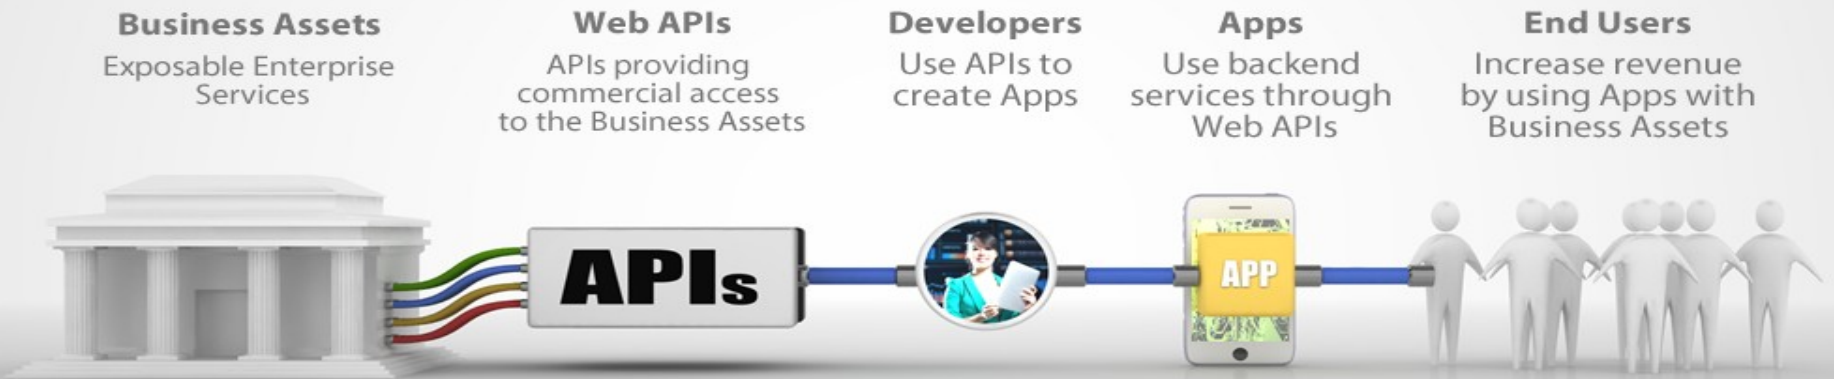 Business Assets
Exposable Enterprise
Services
Web APIs
APIs providing
commercial access
to the Business Assets
Developers
Use APIs to
create Apps
Apps
Use backend
services through
Web APIs
End Users
Increase revenue
by using Apps with
Business Assets
APIs
APP